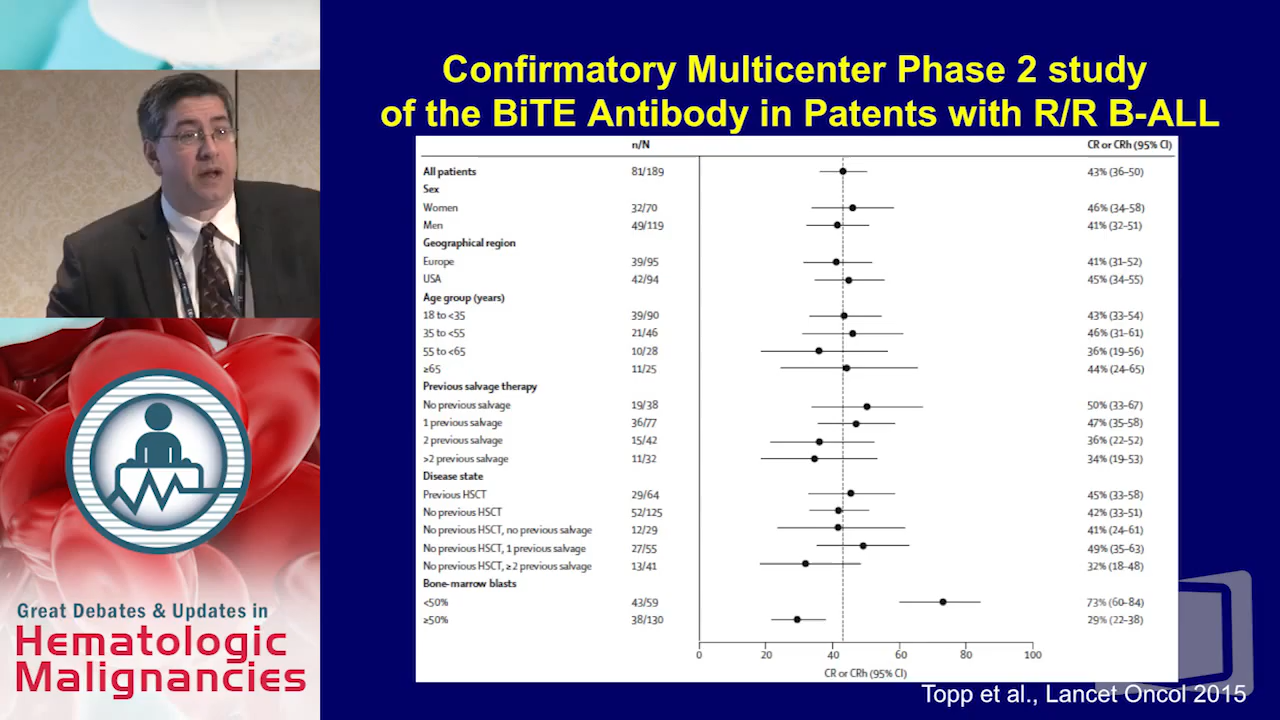 Confirmatory Multicenter Phase 2 study
of the BiTE Antibody in Patents with R/R B-ALL
n/N CR or CRh (95% CI)
All patients 81/189 43% (36–50)
Sex
Women 32/70 46% (34–58)
Men 49/119 41% (32–51)
Geographical region
Europe 39/95 41% (31–52)
USA 42/94 45% (34–55)
Age group (years)
18 to <35 39/90 43% (33–54)
35 to <55 21/46 46% (31–61)
55 to <65 10/28 36% (19–56)
≥65 11/25 44% (24–65)
Previous salvage therapy
No previous salvage 19/38 50% (33–67)
1 previous salvage 36/77 47% (35–58)
2 previous salvage 15/42 36% (22–52)
>2 previous salvage 11/32 34% (19–53)
Disease state
Previous HSCT 29/64 45% (33–58)
No previous HSCT 52/125 42% (33–51)
No previous HSCT, no previous salvage 12/29 41% (24–61)
No previous HSCT, 1 previous salvage 27/55 49% (35–63)
No previous HSCT, ≥2 previous salvage 13/41 32% (18–48)
Bone-marrow blasts
<50% 43/59 73% (60–84)
≥50% 38/130 29% (22–38)
0 20 40 60 80 100
CR or CRh (95% CI)
Topp et al., Lancet Oncol 2015
Great Debates & Updates in
Hematologic
Malignancies